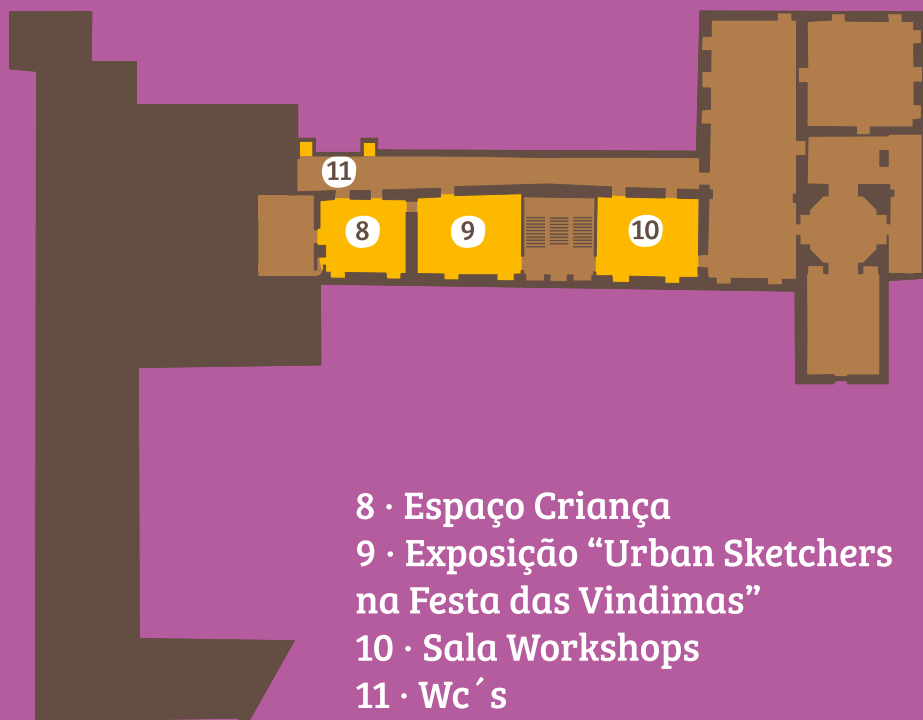 11
8
9
10
8 · Espaço Criança
9 · Exposição “Urban Sketchers
na Festa das Vindimas”
10 · Sala Workshops
11 · Wc´s